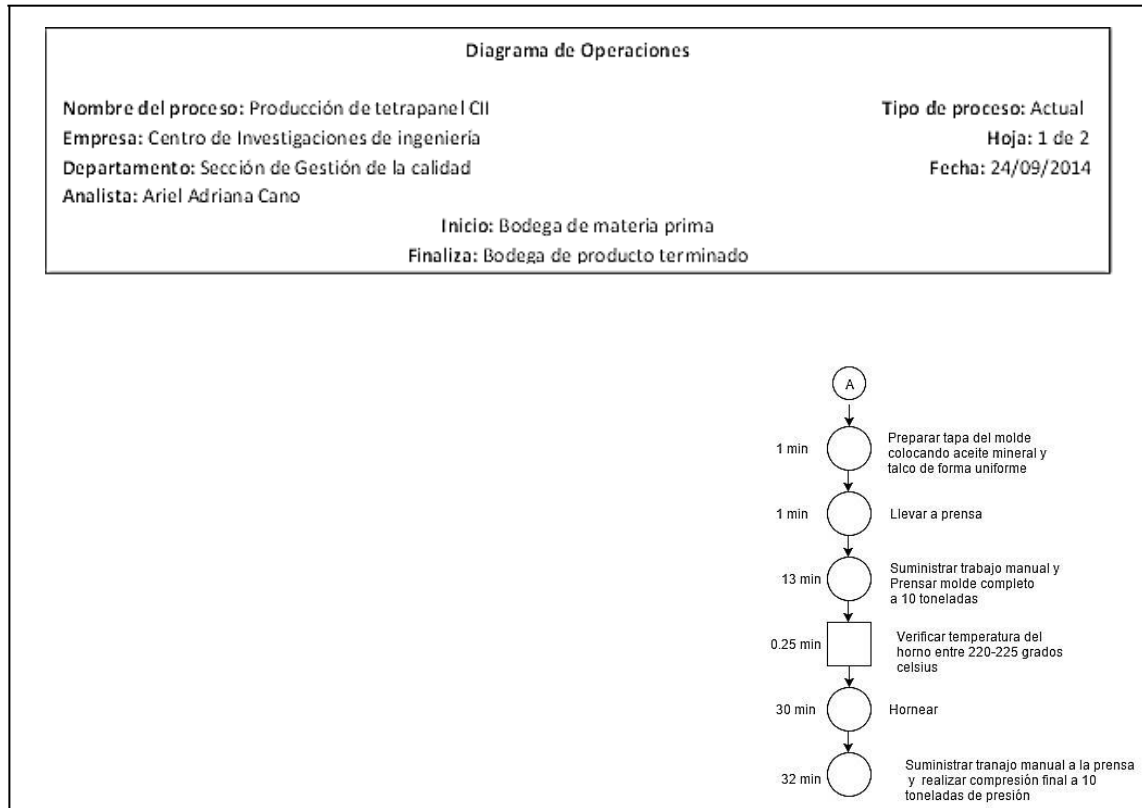 Diagrama de Operaciones
Nombre del proceso: Producción de tetrapanel CII
Tipo de proceso: Actual
Empresa: Centro de Investigaciones de ingeniería
Hoja: 1 de 2
Departamento: Sección de Gestión de la calidad
Fecha: 24/09/2014
Analista: Ariel Adriana Cano
Inicio: Bodega de materia prima
Finaliza: Bodega de producto terminado
A
1 min
Preparar tapa del molde
colocando aceite mineral y
talco de forma uniforme
1 min
Llevar a prensa
13 min
Suministrar trabajo manual y
Prensar molde completo
a 10 toneladas
0.25 min
Verificar temperatura del
horno entre 220-225 grados
celsius
30 min
Hornear
32 min
Suministrar tranajo manual a la prensa
y realizar compresión final a 10
toneladas de presión